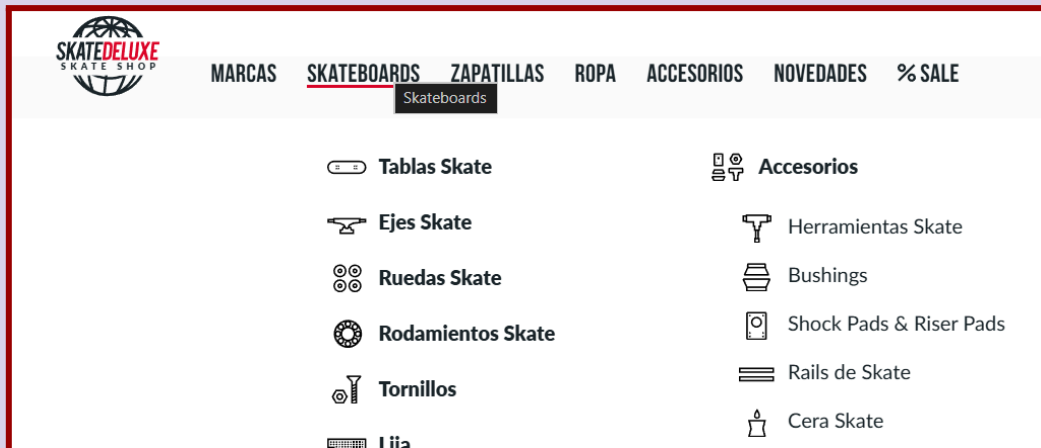 SKATEDELUXE
SKATE SHOP
MARCAS SKATEBOARDS ZAPATILLAS ROPA ACCESORIOS NOVEDADES % SALE
Skateboards
Tablas Skate
Ejes Skate
Ruedas Skate
Rodamientos Skate
Tornillos
Lija
Accesorios
Herramientas Skate
Bushings
Shock Pads & Riser Pads
Rails de Skate
Cera Skate